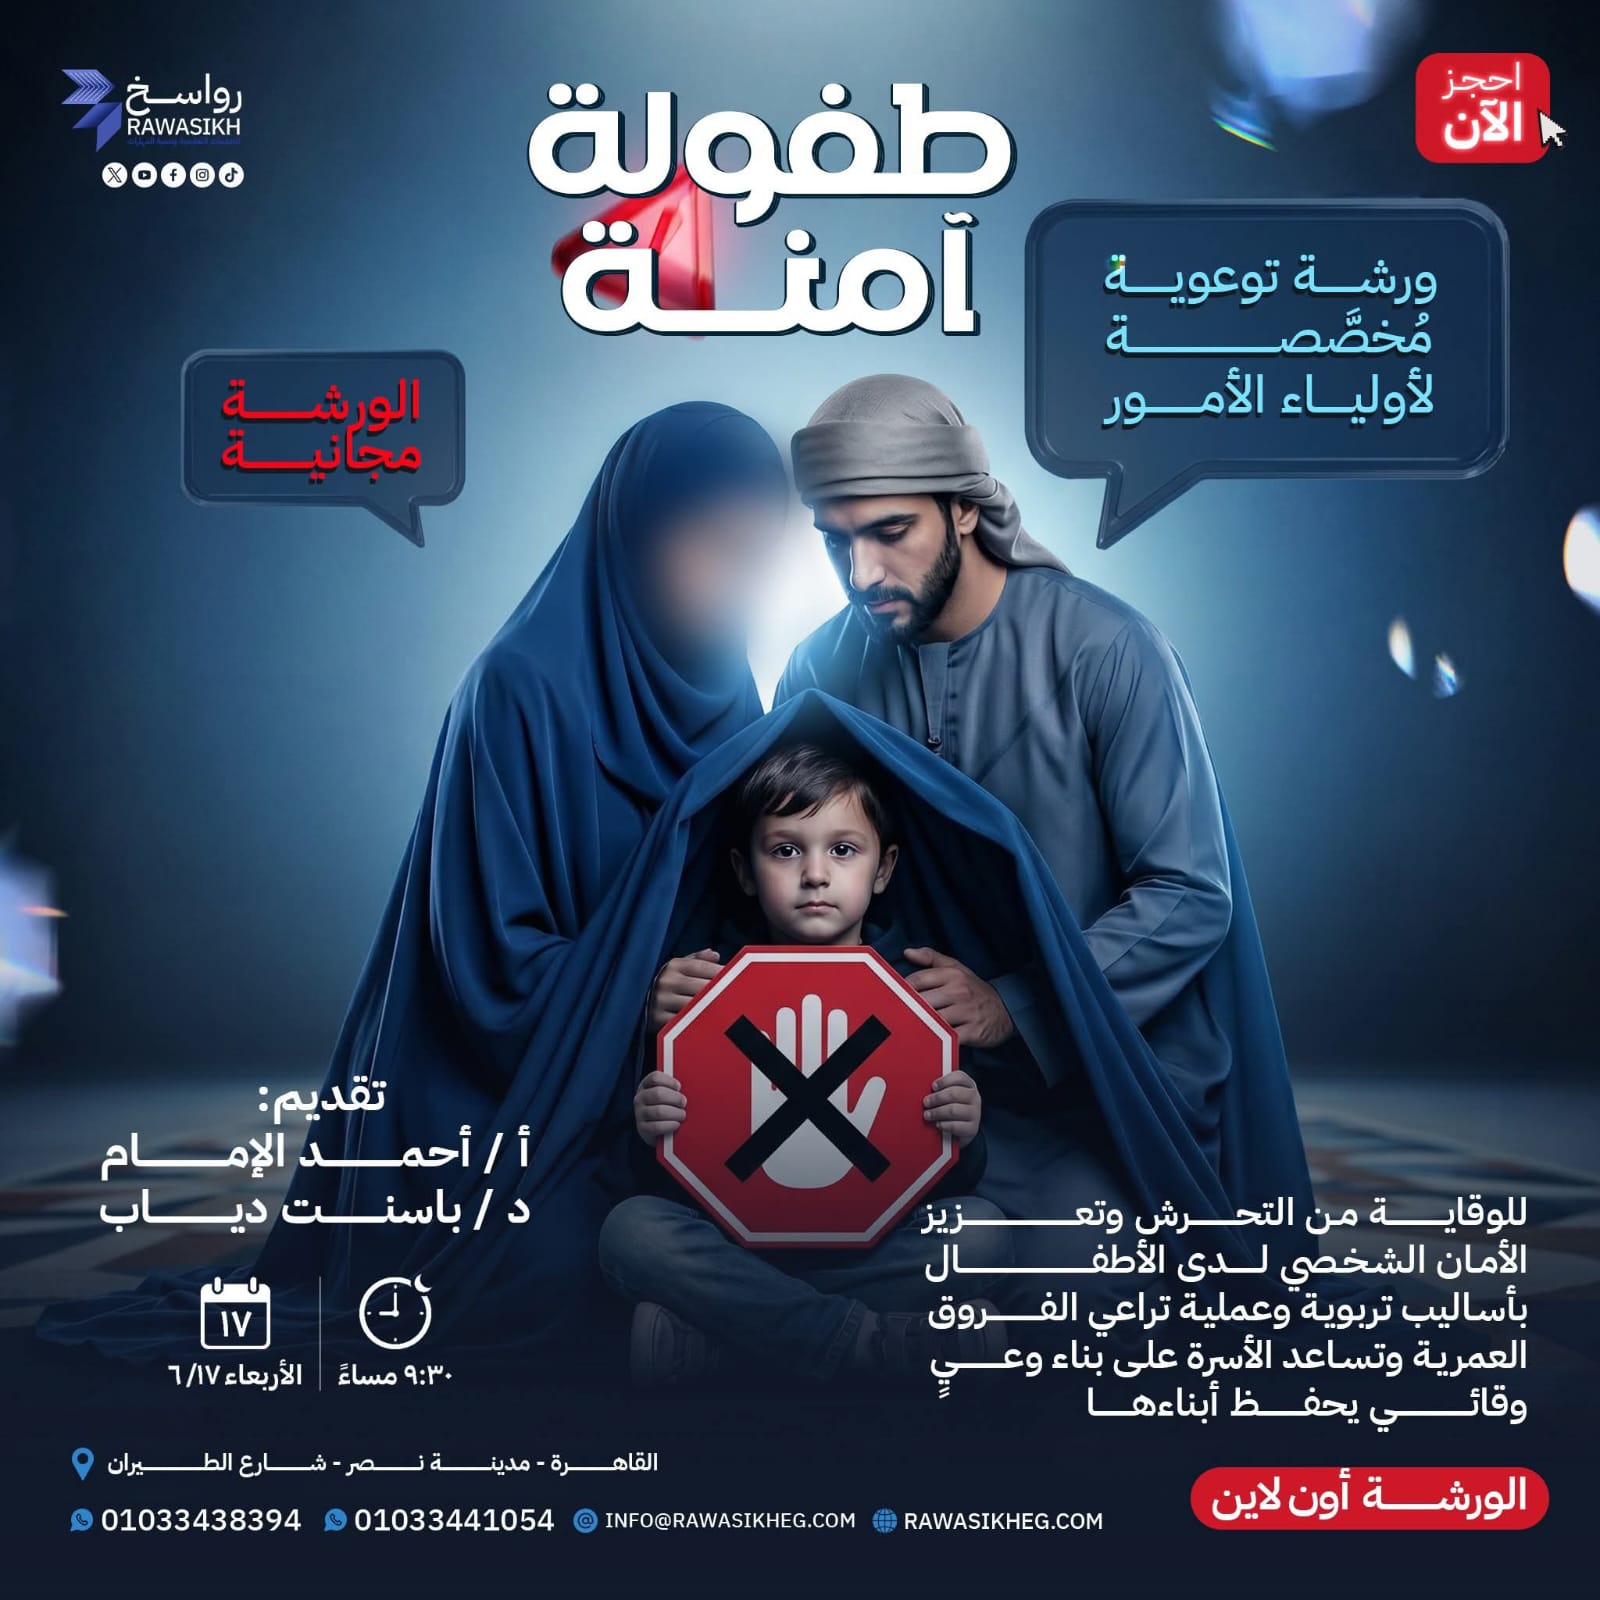 احجز
الآن
رواسخ
RAWASIKH
طفولة
آمنة
ورشة توعوية
مُخصَّصة
لأولياء الأمور
الورشة
مجانية
تقديم:
أ / أحمد الإمام
د / باسنت دياب
١٧
٩:٣٠ مساءً
الأربعاء ٦/١٧
للوقاية من التحرش وتعزيز
الأمان الشخصي لدى الأطفال
بأساليب تربوية وعملية تراعي الفروق
العمرية وتساعد الأسرة على بناء وعيٍ
وقائي يحفظ أبناءها
الورشة أون لاين
القاهرة - مدينة نصر - شارع الطيران
01033438394
01033441054
INFO@RAWASIKHEG.COM
RAWASIKHEG.COM